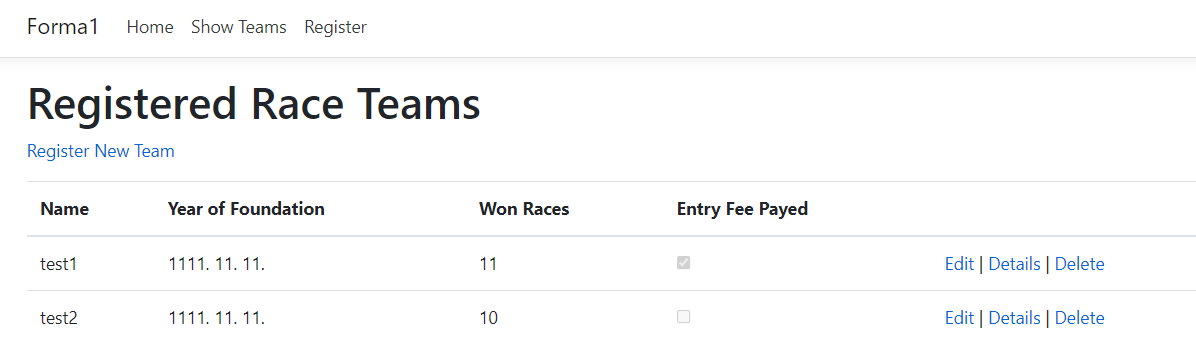 Forma1 Home Show Teams Register
Registered Race Teams
Register New Team
Name Year of Foundation Won Races Entry Fee Payed
test1 1111. 11. 11. 11 Edit | Details | Delete
test2 1111. 11. 11. 10 Edit | Details | Delete